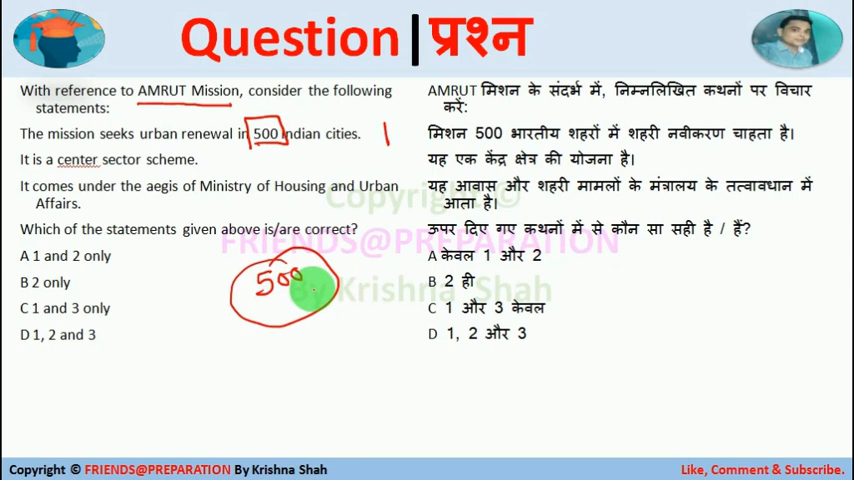 Question|प्रश्न
With reference to AMRUT Mission, consider the following
statements:
The mission seeks urban renewal in 500 Indian cities.
1
It is a center sector scheme.
It comes under the aegis of Ministry of Housing and Urban
Affairs.
Which of the statements given above is/are correct?
A 1 and 2 only
B 2 only
C 1 and 3 only
D 1, 2 and 3
500
AMRUT मिशन के संदर्भ में, निम्नलिखित कथनों पर विचार
करें:
मिशन 500 भारतीय शहरों में शहरी नवीकरण चाहता है।
यह एक केंद्र क्षेत्र की योजना है।
यह आवास और शहरी मामलों के मंत्रालय के तत्वावधान में
आता है।
ऊपर दिए गए कथनों में से कौन सा सही है / हैं?
A केवल 1 और 2
B 2 ही
C 1 और 3 केवल
D 1, 2 और 3
Copyright ©
FRIENDS@PREPARATION
By Krishna Shah
Copyright © FRIENDS@PREPARATION By Krishna Shah
Like, Comment & Subscribe.